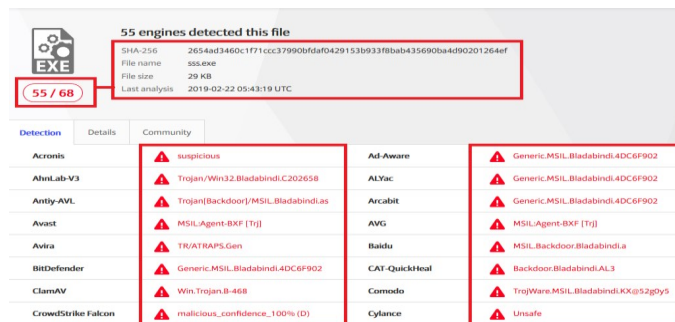 55 engines detected this file
SHA-256 2654ad3460c1f71ccc37990bfdaf0429153b933f8bab435690ba4d90201264ef
File name sss.exe
File size 29 KB
Last analysis 2019-02-22 05:43:19 UTC
EXE
55 / 68
Detection Details Community
Acronis suspicious Ad-Aware Generic.MSIL.Bladabindi.4DC6F902
AhnLab-V3 Trojan/Win32.Bladabindi.C202658 ALYac Generic.MSIL.Bladabindi.4DC6F902
Antiy-AVL Trojan[Backdoor]/MSIL.Bladabindi.as Arcabit Generic.MSIL.Bladabindi.4DC6F902
Avast MSIL:Agent-BXF [Trj] AVG MSIL:Agent-BXF [Trj]
Avira TR/ATRAPS.Gen Baidu MSIL.Backdoor.Bladabindi.a
BitDefender Generic.MSIL.Bladabindi.4DC6F902 CAT-QuickHeal Backdoor.Bladabindi.AL3
ClamAV Win.Trojan.B-468 Comodo TrojWare.MSIL.Bladabindi.KX@52g0y5
CrowdStrike Falcon malicious_confidence_100% (D) Cylance Unsafe